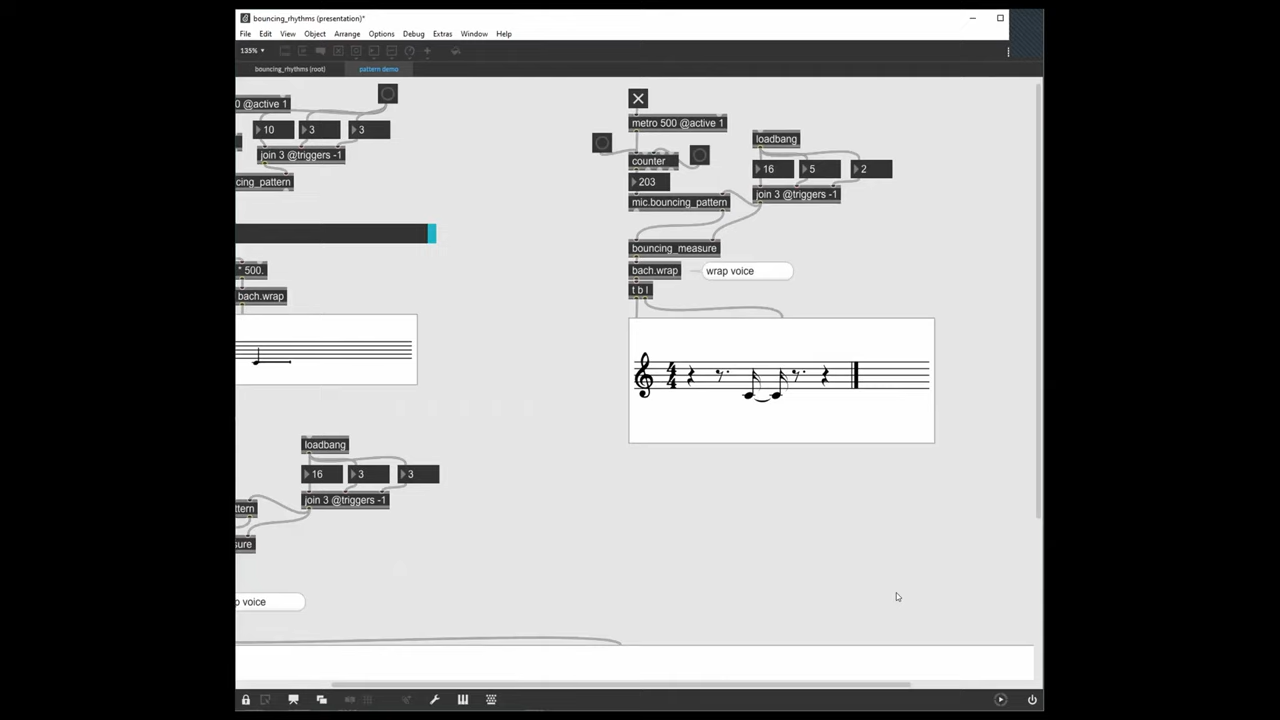 bouncing_rhythms (presentation)*
File Edit View Object Arrange Options Debug Extras Window Help
135%
bouncing_rhythms (root) pattern demo
0 @active 1
10 3 3
join 3 @triggers -1
cing_pattern
* 500.
bach.wrap
loadbang
16 3 3
join 3 @triggers -1
ttern
sure
p voice
metro 500 @active 1
counter
203
mic.bouncing_pattern
loadbang
16 5 2
join 3 @triggers -1
bouncing_measure
bach.wrap wrap voice
t b l
4
4